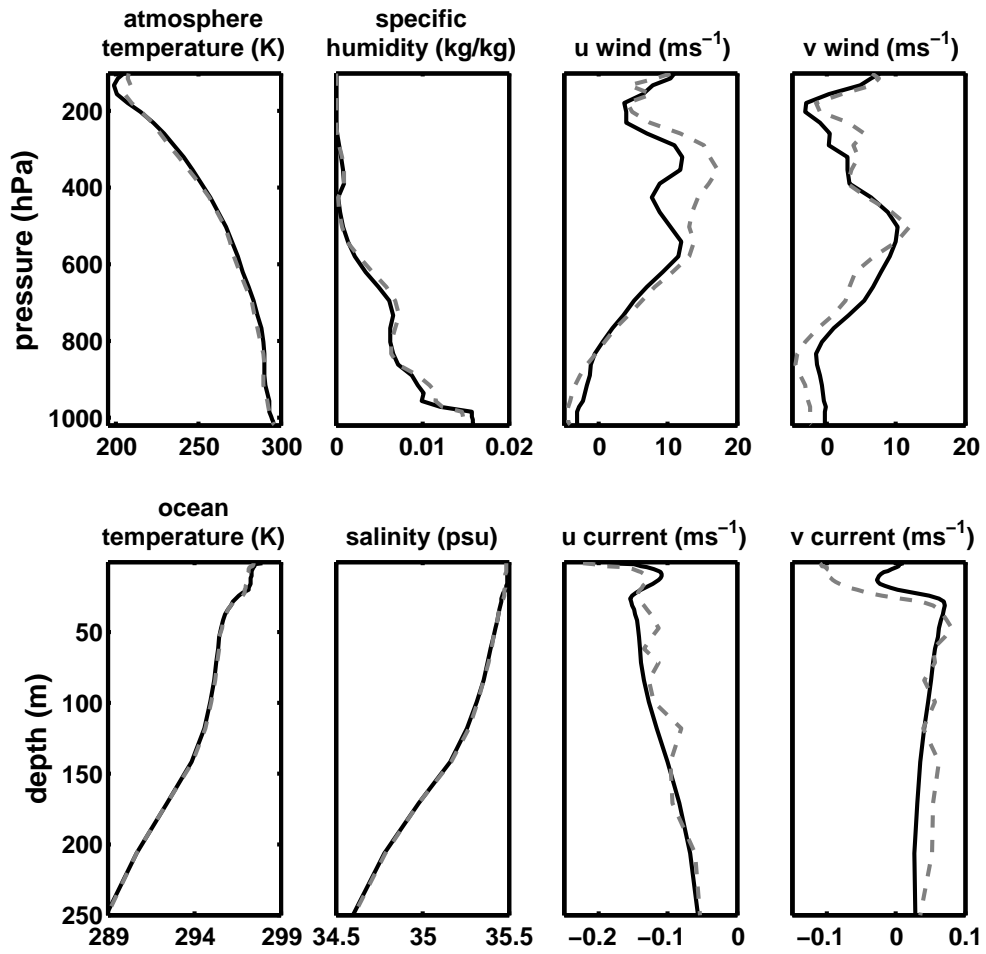 atmosphere
temperature (K)
specific
humidity (kg/kg)
u wind (ms⁻¹)
v wind (ms⁻¹)
pressure (hPa)
200
400
600
800
1000
200 250 300
0 0.01 0.02
0 10 20
0 10 20
ocean
temperature (K)
salinity (psu)
u current (ms⁻¹)
v current (ms⁻¹)
depth (m)
50
100
150
200
250
289 294 299
34.5 35 35.5
−0.2 −0.1 0
−0.1 0 0.1